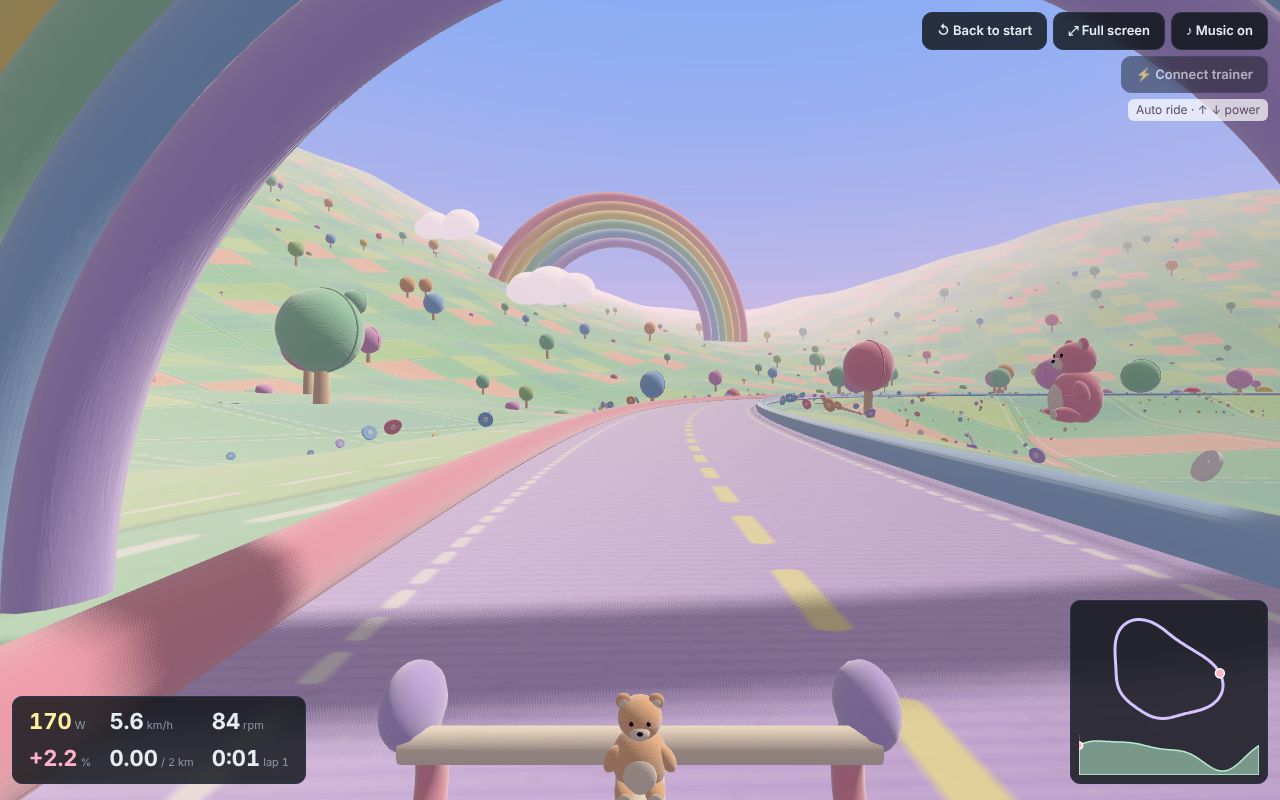 Back to start
Full screen
♪ Music on
⚡ Connect trainer
Auto ride · ↑ ↓ power
170 W 5.6 km/h 84 rpm
+2.2 % 0.00 / 2 km 0:01 lap 1